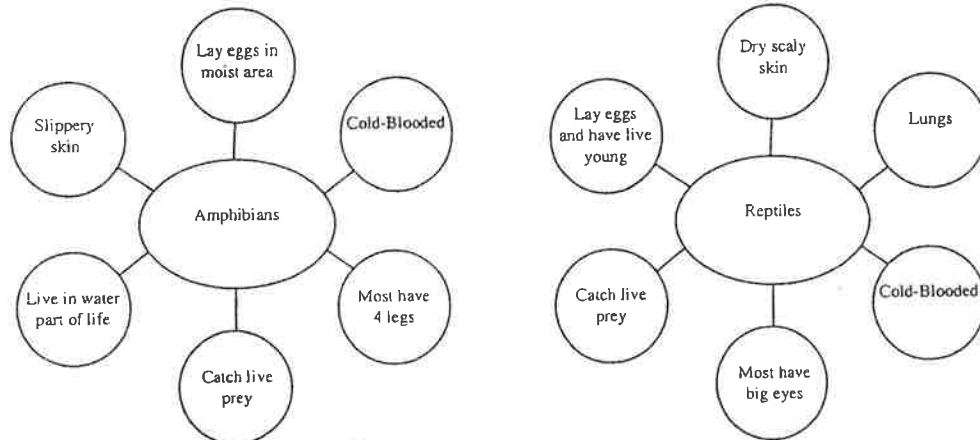 Lay eggs in
moist area
Slippery
skin
Cold-Blooded
Amphibians
Live in water
part of life
Most have
4 legs
Catch live
prey
Dry scaly
skin
Lay eggs
and have live
young
Lungs
Reptiles
Catch live
prey
Cold-Blooded
Most have
big eyes